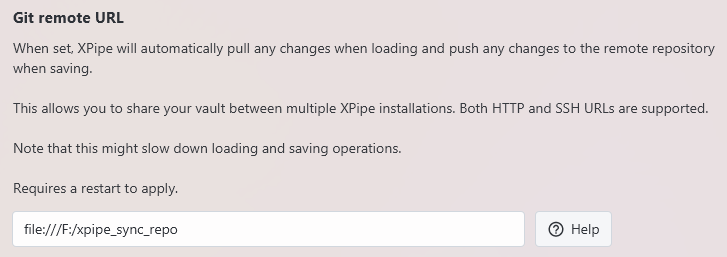 Git remote URL
When set, XPipe will automatically pull any changes when loading and push any changes to the remote repository
when saving.
This allows you to share your vault between multiple XPipe installations. Both HTTP and SSH URLs are supported.
Note that this might slow down loading and saving operations.
Requires a restart to apply.
file:///F:/xpipe_sync_repo
Help